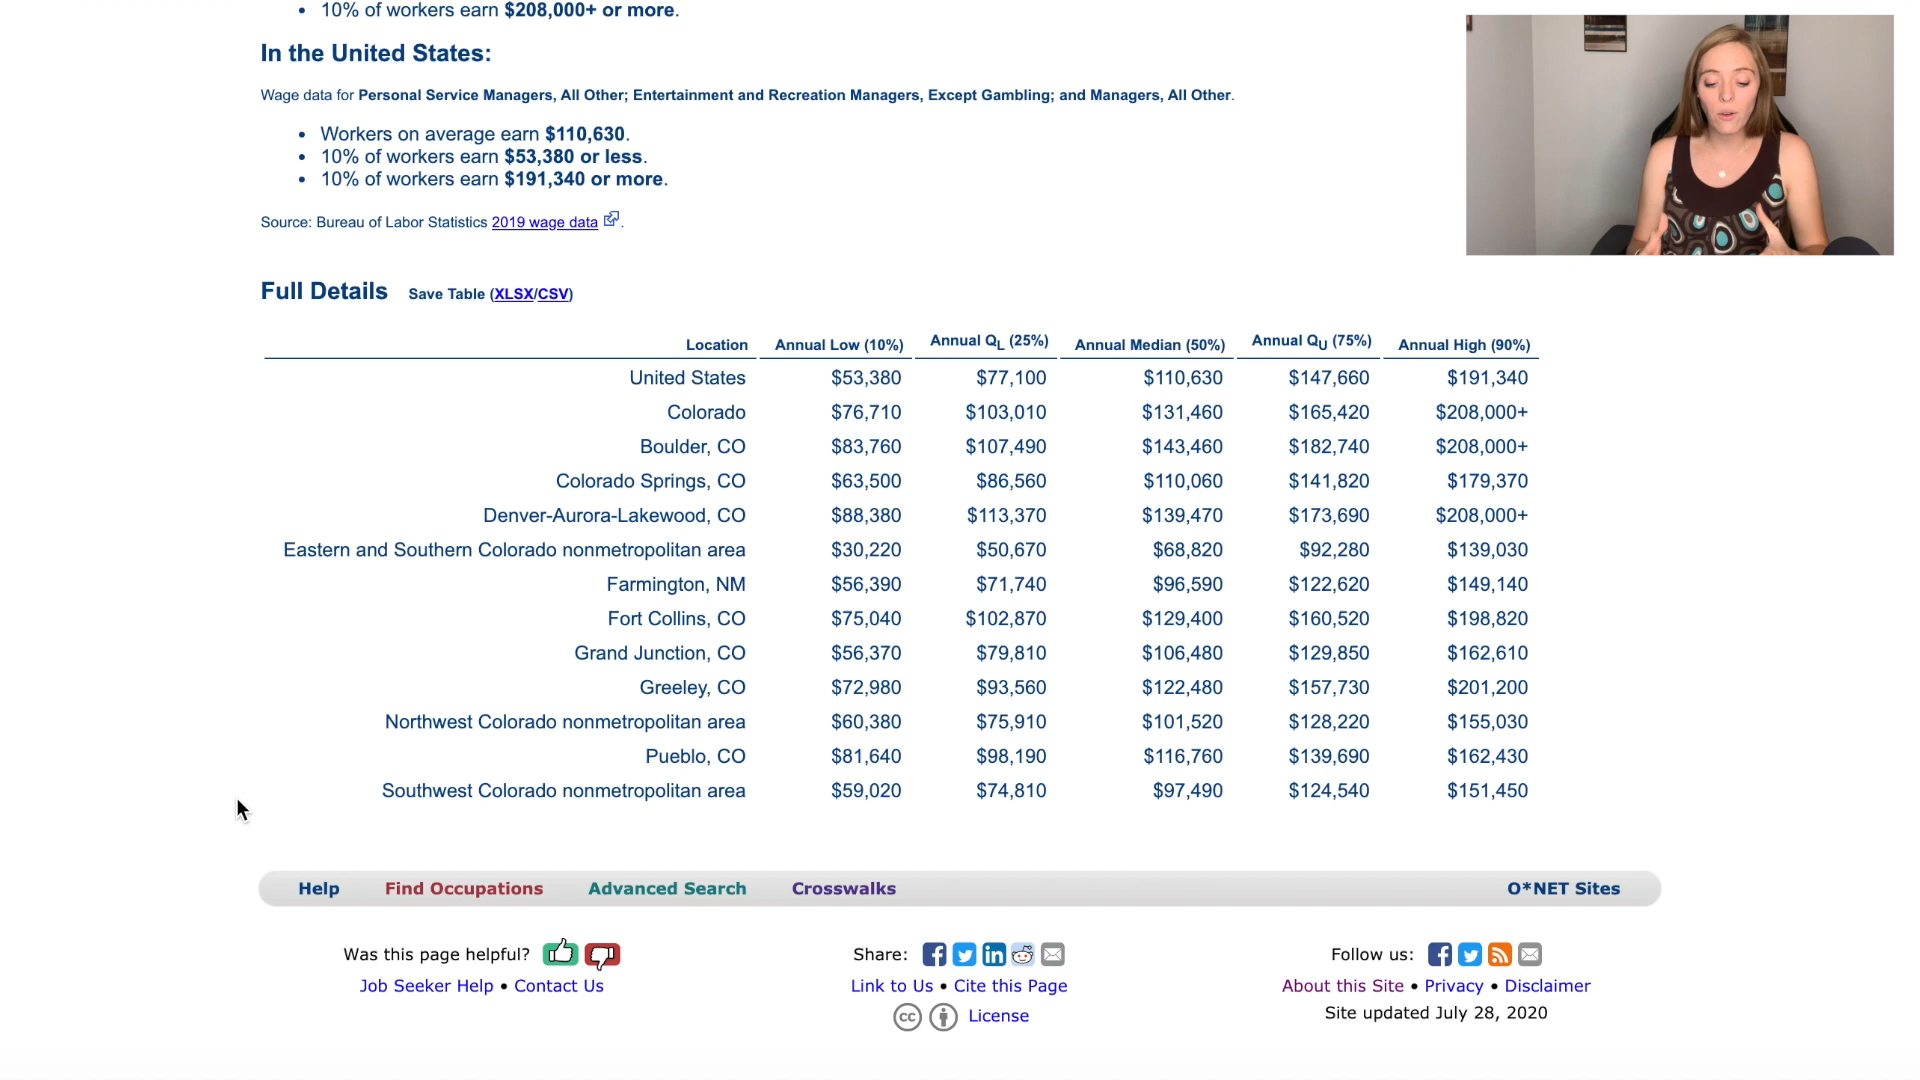 • 10% of workers earn $208,000+ or more.
In the United States:
Wage data for Personal Service Managers, All Other; Entertainment and Recreation Managers, Except Gambling; and Managers, All Other.
• Workers on average earn $110,630.
• 10% of workers earn $53,380 or less.
• 10% of workers earn $191,340 or more.
Source: Bureau of Labor Statistics 2019 wage data.
Full Details Save Table (XLSX/CSV)
Location Annual Low (10%) Annual QL (25%) Annual Median (50%) Annual QU (75%) Annual High (90%)
United States $53,380 $77,100 $110,630 $147,660 $191,340
Colorado $76,710 $103,010 $131,460 $165,420 $208,000+
Boulder, CO $83,760 $107,490 $143,460 $182,740 $208,000+
Colorado Springs, CO $63,500 $86,560 $110,060 $141,820 $179,370
Denver-Aurora-Lakewood, CO $88,380 $113,370 $139,470 $173,690 $208,000+
Eastern and Southern Colorado nonmetropolitan area $30,220 $50,670 $68,820 $92,280 $139,030
Farmington, NM $56,390 $71,740 $96,590 $122,620 $149,140
Fort Collins, CO $75,040 $102,870 $129,400 $160,520 $198,820
Grand Junction, CO $56,370 $79,810 $106,480 $129,850 $162,610
Greeley, CO $72,980 $93,560 $122,480 $157,730 $201,200
Northwest Colorado nonmetropolitan area $60,380 $75,910 $101,520 $128,220 $155,030
Pueblo, CO $81,640 $98,190 $116,760 $139,690 $162,430
Southwest Colorado nonmetropolitan area $59,020 $74,810 $97,490 $124,540 $151,450
Help Find Occupations Advanced Search Crosswalks O*NET Sites
Was this page helpful? Share: Follow us:
Job Seeker Help • Contact Us Link to Us • Cite this Page About this Site • Privacy • Disclaimer
cc License Site updated July 28, 2020